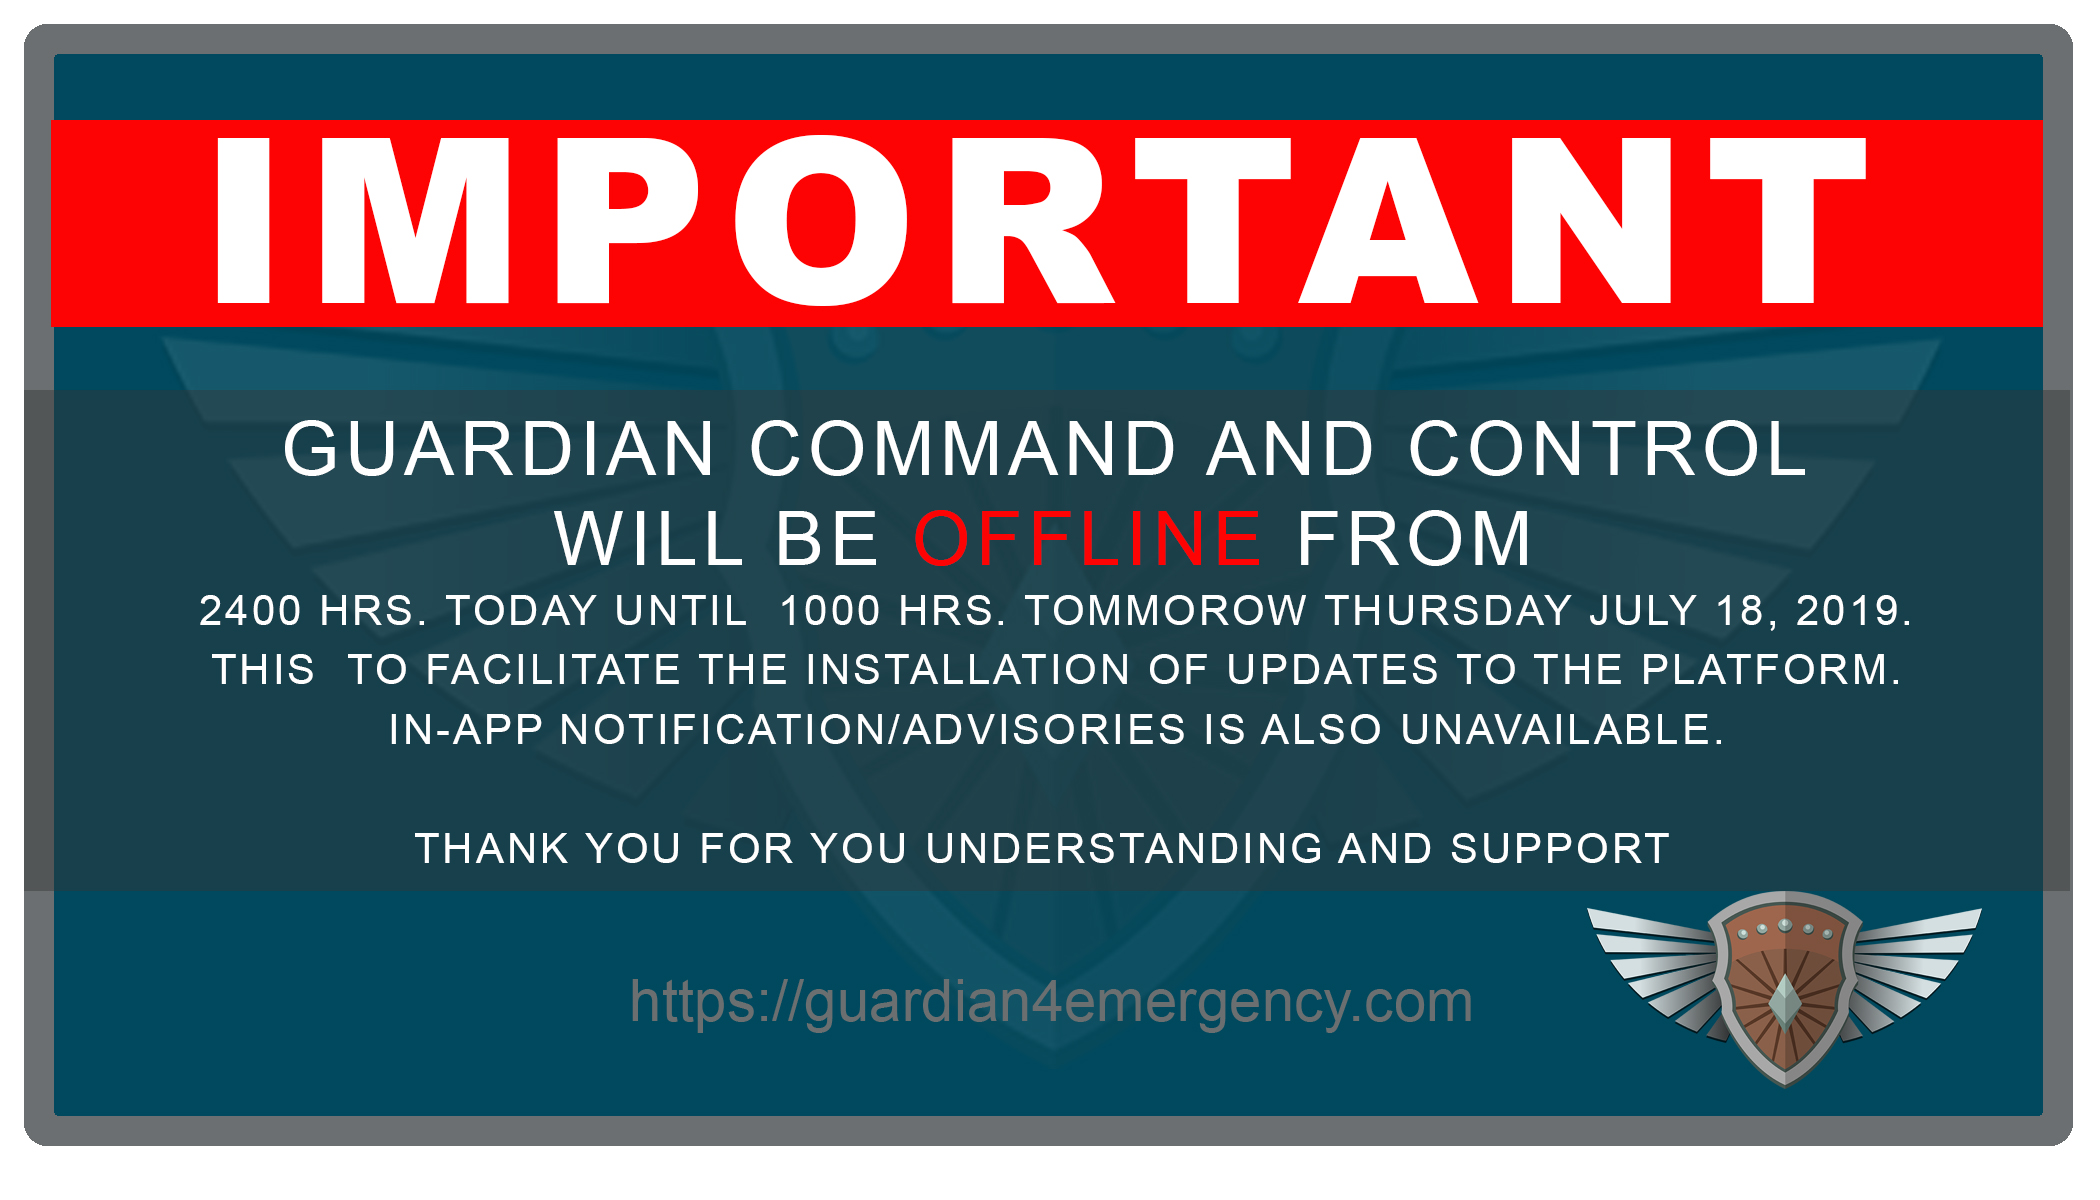 IMPORTANT
GUARDIAN COMMAND AND CONTROL
WILL BE OFFLINE FROM
2400 HRS. TODAY UNTIL 1000 HRS. TOMMOROW THURSDAY JULY 18, 2019.
THIS TO FACILITATE THE INSTALLATION OF UPDATES TO THE PLATFORM.
IN-APP NOTIFICATION/ADVISORIES IS ALSO UNAVAILABLE.
THANK YOU FOR YOU UNDERSTANDING AND SUPPORT
https://guardian4emergency.com